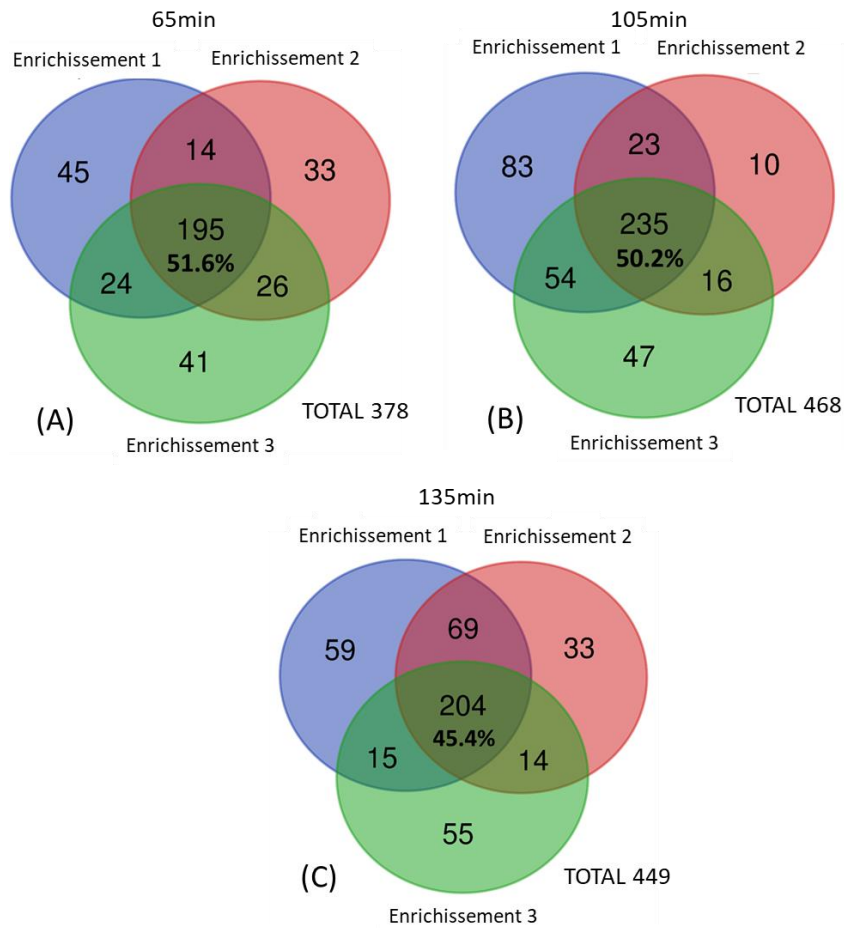 65min
Enrichissement 1
Enrichissement 2
45
14
33
195
51.6%
24
26
41
(A)
TOTAL 378
Enrichissement 3
105min
Enrichissement 1
Enrichissement 2
83
23
10
235
50.2%
54
16
47
(B)
TOTAL 468
Enrichissement 3
135min
Enrichissement 1
Enrichissement 2
59
69
33
204
45.4%
15
14
55
(C)
TOTAL 449
Enrichissement 3